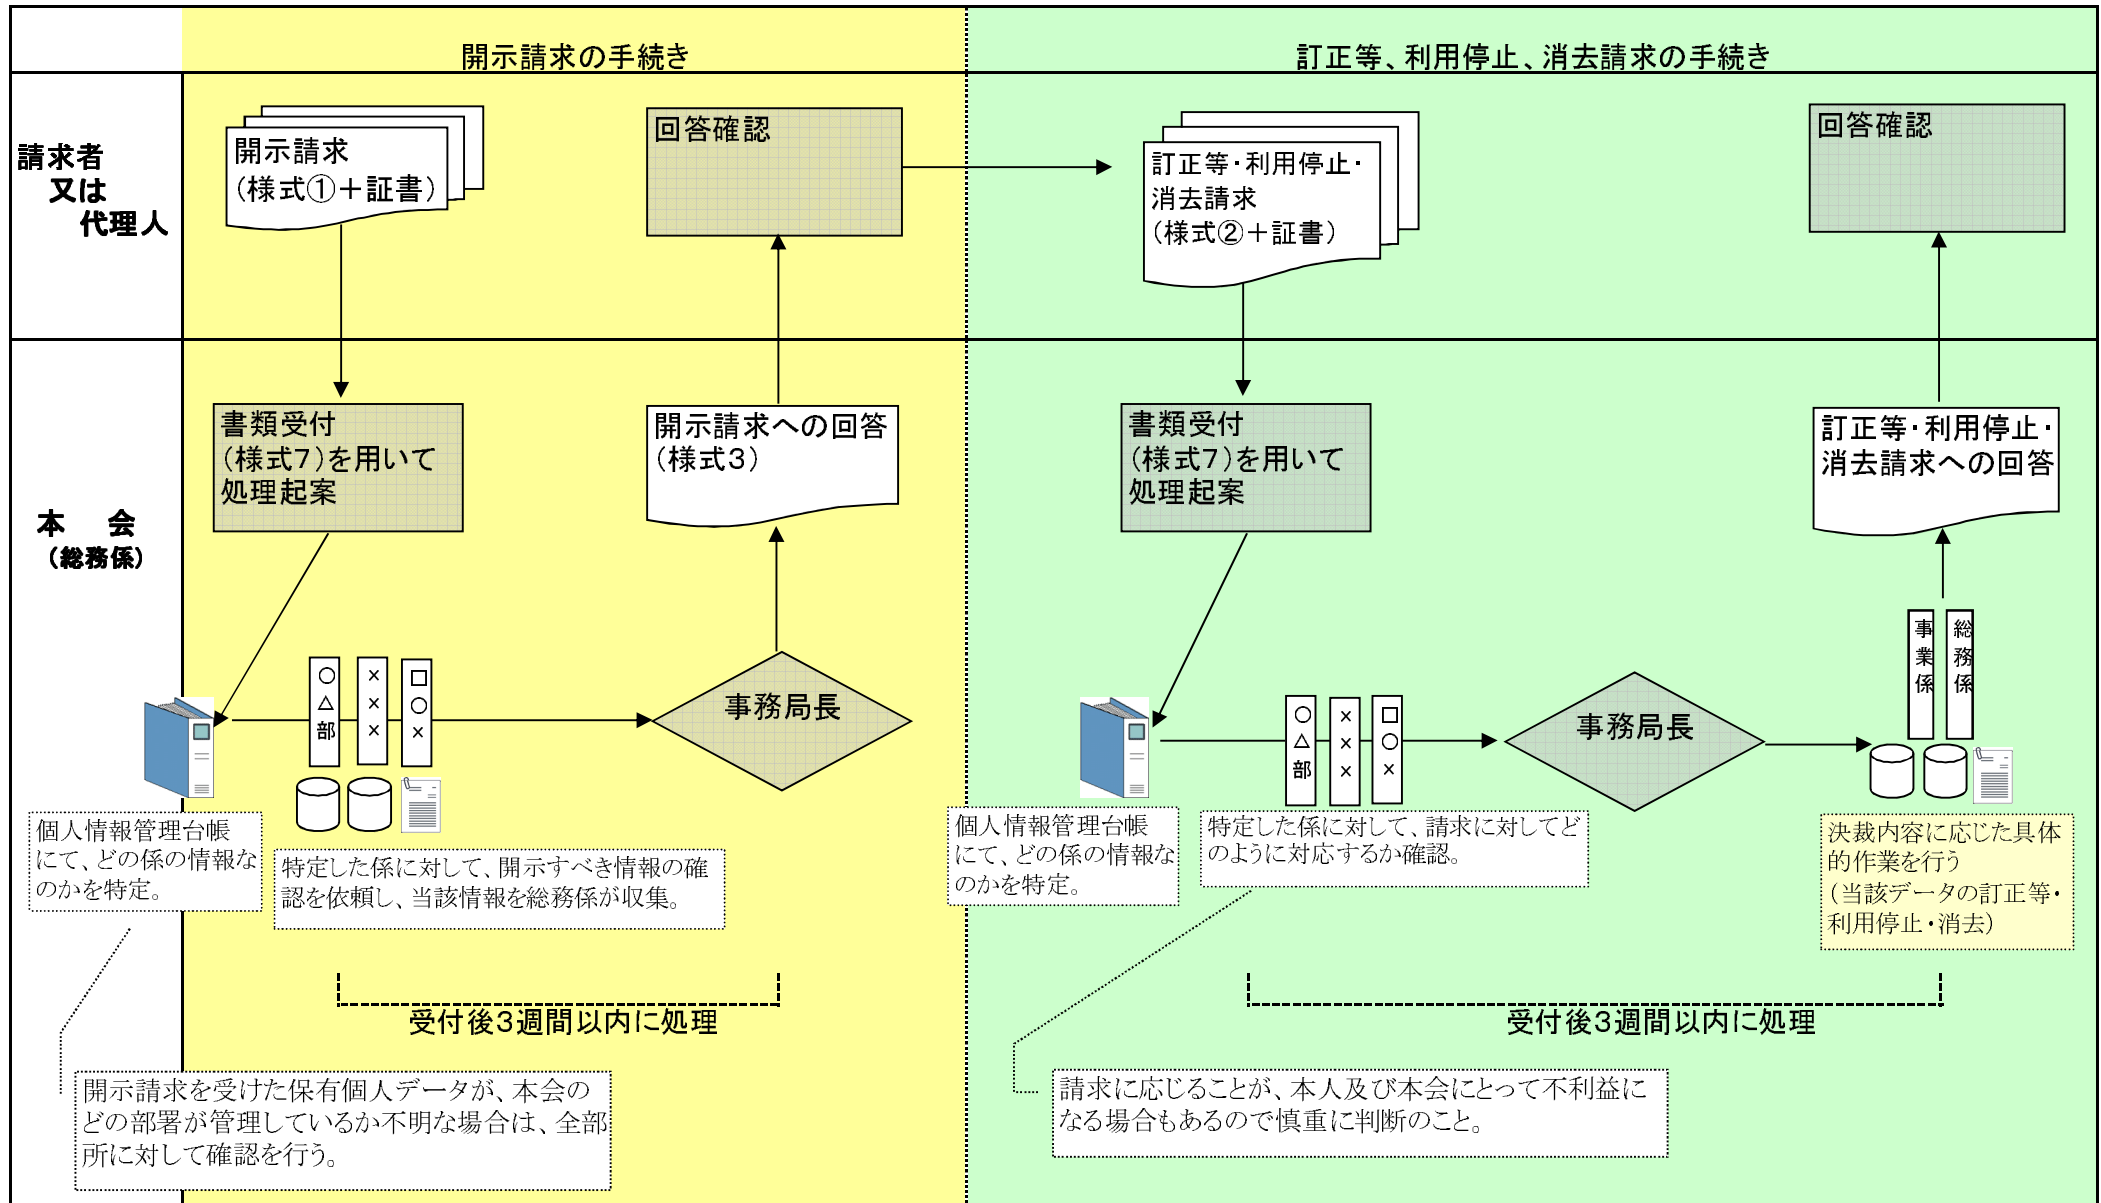 開示請求の手続き
訂正等、利用停止、消去請求の手続き
請求者
又は
代理人
開示請求
(様式①+証書)
回答確認
訂正等・利用停止・
消去請求
(様式②+証書)
回答確認
本　会
(総務係)
書類受付
(様式7)を用いて
処理起案
開示請求への回答
(様式3)
書類受付
(様式7)を用いて
処理起案
訂正等・利用停止・
消去請求への回答
○△部
×××
□○×
事務局長
○△部
×××
□○×
事務局長
事業係
総務係
個人情報管理台帳
にて、どの係の情報な
のかを特定。
特定した係に対して、開示すべき情報の確
認を依頼し、当該情報を総務係が収集。
個人情報管理台帳
にて、どの係の情報な
のかを特定。
特定した係に対して、請求に対してど
のように対応するか確認。
決裁内容に応じた具体
的作業を行う
(当該データの訂正等・
利用停止・消去)
受付後3週間以内に処理
受付後3週間以内に処理
開示請求を受けた保有個人データが、本会の
どの部署が管理しているか不明な場合は、全部
所に対して確認を行う。
請求に応じることが、本人及び本会にとって不利益に
なる場合もあるので慎重に判断のこと。